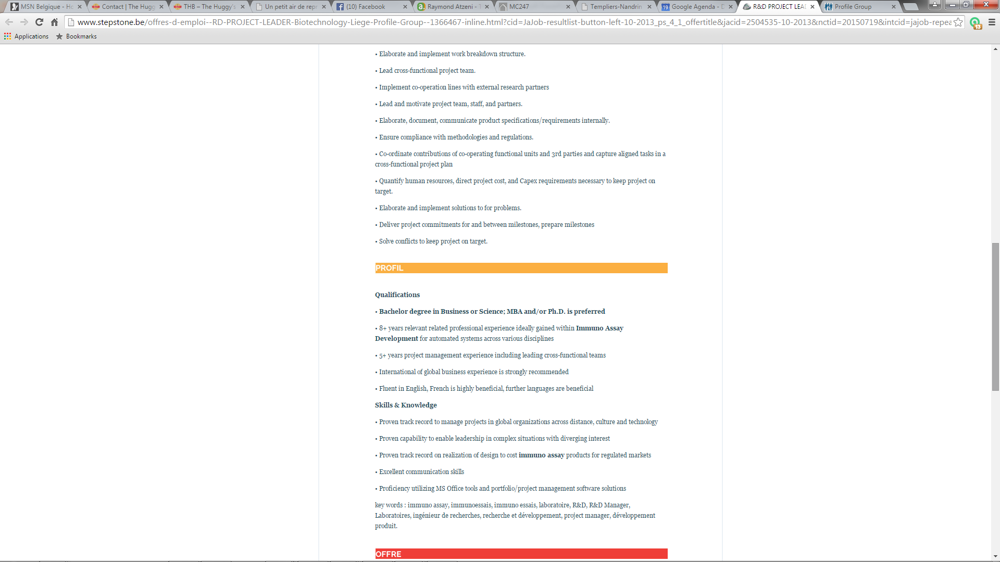 MSN Belgique - Ho
Contact | The Hugg
THB – The Huggy's
Un petit air de repr
(10) Facebook
Raymond Atzeni - 
MC247
Templiers-Nandrin
Google Agenda - D
R&D PROJECT LEAD
Profile Group
www.stepstone.be/offres-d-emploi--RD-PROJECT-LEADER-Biotechnology-Liege-Profile-Group--1366467-inline.html?cid=JaJob-resultlist-button-left-10-2013_ps_4_1_offertitle&jacid=2504535-10-2013&nctid=20150719&intcid=jajob-repea
13
Applications
Bookmarks
• Elaborate and implement work breakdown structure.
• Lead cross-functional project team.
• Implement co-operation lines with external research partners
• Lead and motivate project team, staff, and partners.
• Elaborate, document, communicate product specifications/requirements internally.
• Ensure compliance with methodologies and regulations.
• Co-ordinate contributions of co-operating functional units and 3rd parties and capture aligned tasks in a
cross-functional project plan
• Quantify human resources, direct project cost, and Capex requirements necessary to keep project on
target.
• Elaborate and implement solutions to for problems.
• Deliver project commitments for and between milestones, prepare milestones
• Solve conflicts to keep project on target.
PROFIL
Qualifications
• Bachelor degree in Business or Science; MBA and/or Ph.D. is preferred
• 8+ years relevant related professional experience ideally gained within Immuno Assay
Development for automated systems across various disciplines
• 5+ years project management experience including leading cross-functional teams
• International of global business experience is strongly recommended
• Fluent in English, French is highly beneficial, further languages are beneficial
Skills & Knowledge
• Proven track record to manage projects in global organizations across distance, culture and technology
• Proven capability to enable leadership in complex situations with diverging interest
• Proven track record on realization of design to cost immuno assay products for regulated markets
• Excellent communication skills
• Proficiency utilizing MS Office tools and portfolio/project management software solutions
key words : immuno assay, immunoessais, immuno essais, laboratoire, R&D, R&D Manager,
Laboratoires, ingénieur de recherches, recherche et développement, project manager, développement
produit.
OFFRE